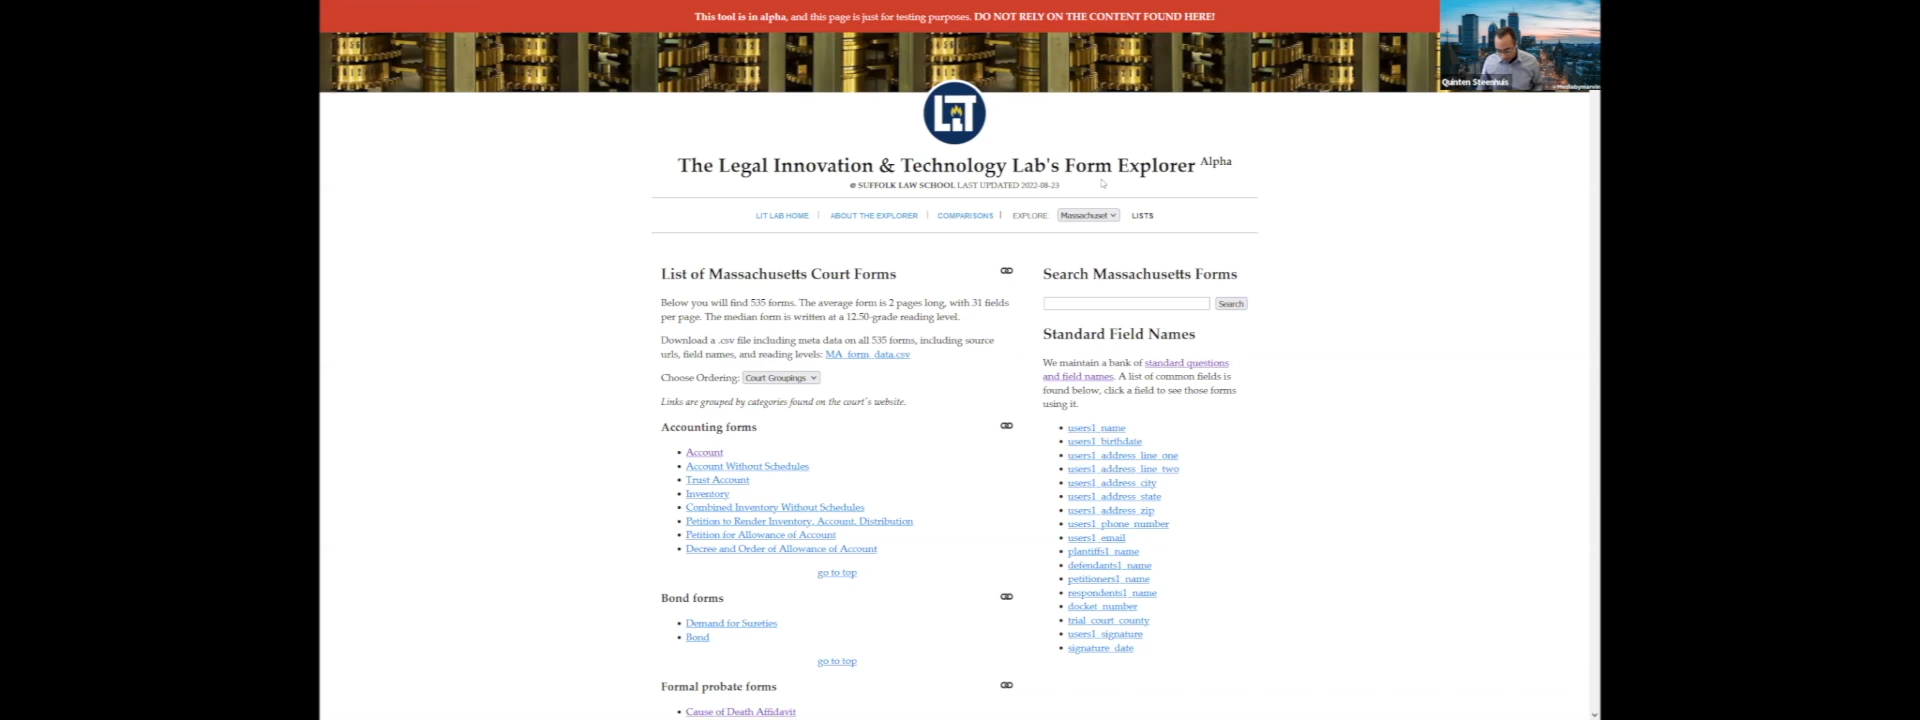 This tool is in alpha, and this page is just for testing purposes. DO NOT RELY ON THE CONTENT FOUND HERE!
Quinten Steenhuis
LIT
The Legal Innovation & Technology Lab's Form Explorer Alpha
@ SUFFOLK LAW SCHOOL LAST UPDATED 2022-08-23
LIT LAB HOME | ABOUT THE EXPLORER | COMPARISONS | EXPLORE Massachuset LISTS
List of Massachusetts Court Forms
Below you will find 535 forms. The average form is 2 pages long, with 31 fields
per page. The median form is written at a 12.50-grade reading level.
Download a .csv file including meta data on all 535 forms, including source
urls, field names, and reading levels: MA_form_data.csv
Choose Ordering: Court Groupings
Links are grouped by categories found on the court's website.
Accounting forms
• Account
• Account Without Schedules
• Trust Account
• Inventory
• Combined Inventory Without Schedules
• Petition to Render Inventory, Account, Distribution
• Petition for Allowance of Account
• Decree and Order of Allowance of Account
go to top
Bond forms
• Demand for Sureties
• Bond
go to top
Formal probate forms
• Cause of Death Affidavit
Search Massachusetts Forms
Search
Standard Field Names
We maintain a bank of standard questions
and field names. A list of common fields is
found below, click a field to see those forms
using it.
• users1_name
• users1_birthdate
• users1_address_line_one
• users1_address_line_two
• users1_address_city
• users1_address_state
• users1_address_zip
• users1_phone_number
• users1_email
• plantiffs1_name
• defendants1_name
• petitioners1_name
• respondents1_name
• docket_number
• trial_court_county
• users1_signature
• signature_date